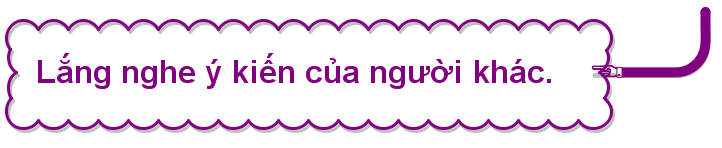 Lắng nghe ý kiến của người khác.